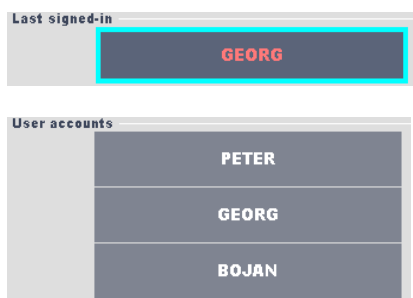 Last signed-in
GEORG
User accounts
PETER
GEORG
BOJAN